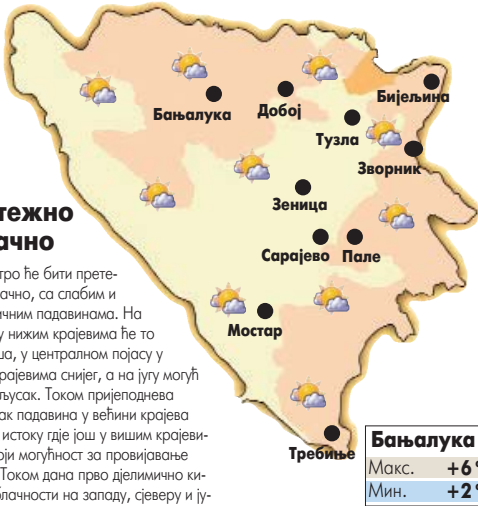 Бањалука
Добој
Бијељина
Тузла
Зворник
Зеница
Сарајево
Пале
Мостар
Требиње
тежно
ачно
тро ће бити прете-
ачно, са слабим и
ичним падавинама. На
у нижим крајевима ће то
ша, у централном појасу у
рајевима снијег, а на југу могућ
љусак. Током пријеподнева
ак падавина у већини крајева
истоку гдје још у вишим крајеви-
оји могућност за провијавање
Током дана прво дјелимично ки-
блачности на западу, сјеверу и ју-
Бањалука
Макс. +6°
Мин. +2°